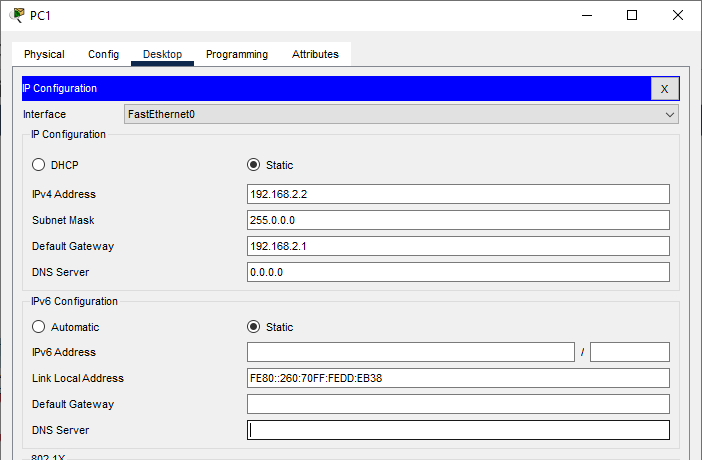 PC1
Physical Config Desktop Programming Attributes
IP Configuration X
Interface FastEthernet0
IP Configuration
DHCP Static
IPv4 Address 192.168.2.2
Subnet Mask 255.0.0.0
Default Gateway 192.168.2.1
DNS Server 0.0.0.0
IPv6 Configuration
Automatic Static
IPv6 Address /
Link Local Address FE80::260:70FF:FEDD:EB38
Default Gateway
DNS Server
802.1X